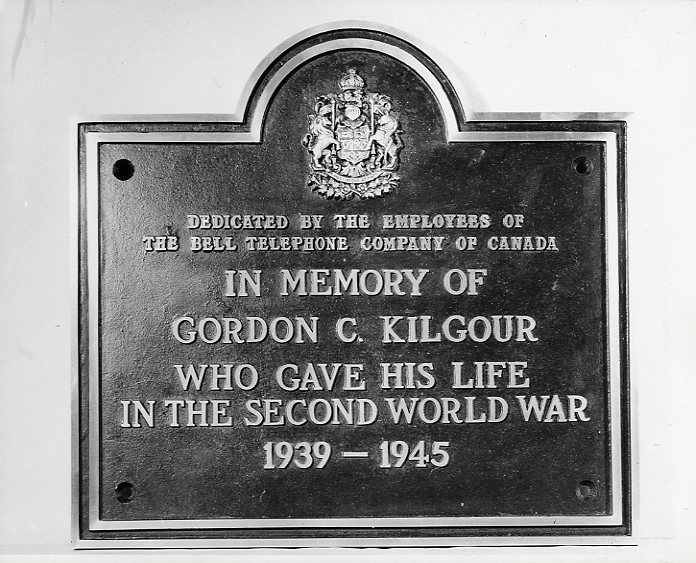 DEDICATED BY THE EMPLOYEES OF
THE BELL TELEPHONE COMPANY OF CANADA
IN MEMORY OF
GORDON C. KILGOUR
WHO GAVE HIS LIFE
IN THE SECOND WORLD WAR
1939 – 1945